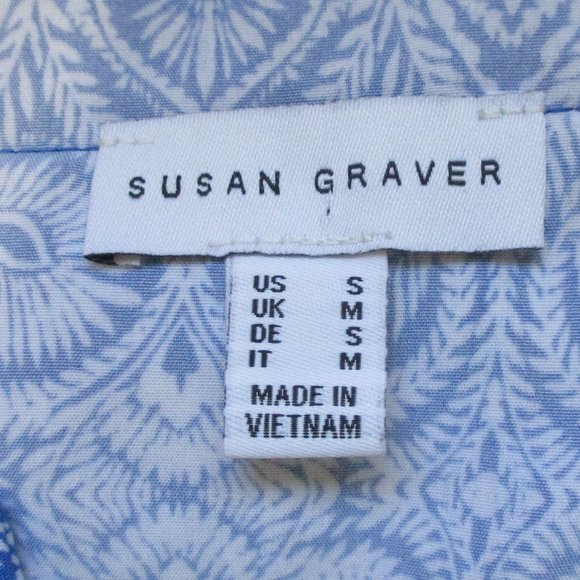 SUSAN GRAVER
US S
UK M
DE S
IT M
MADE IN
VIETNAM